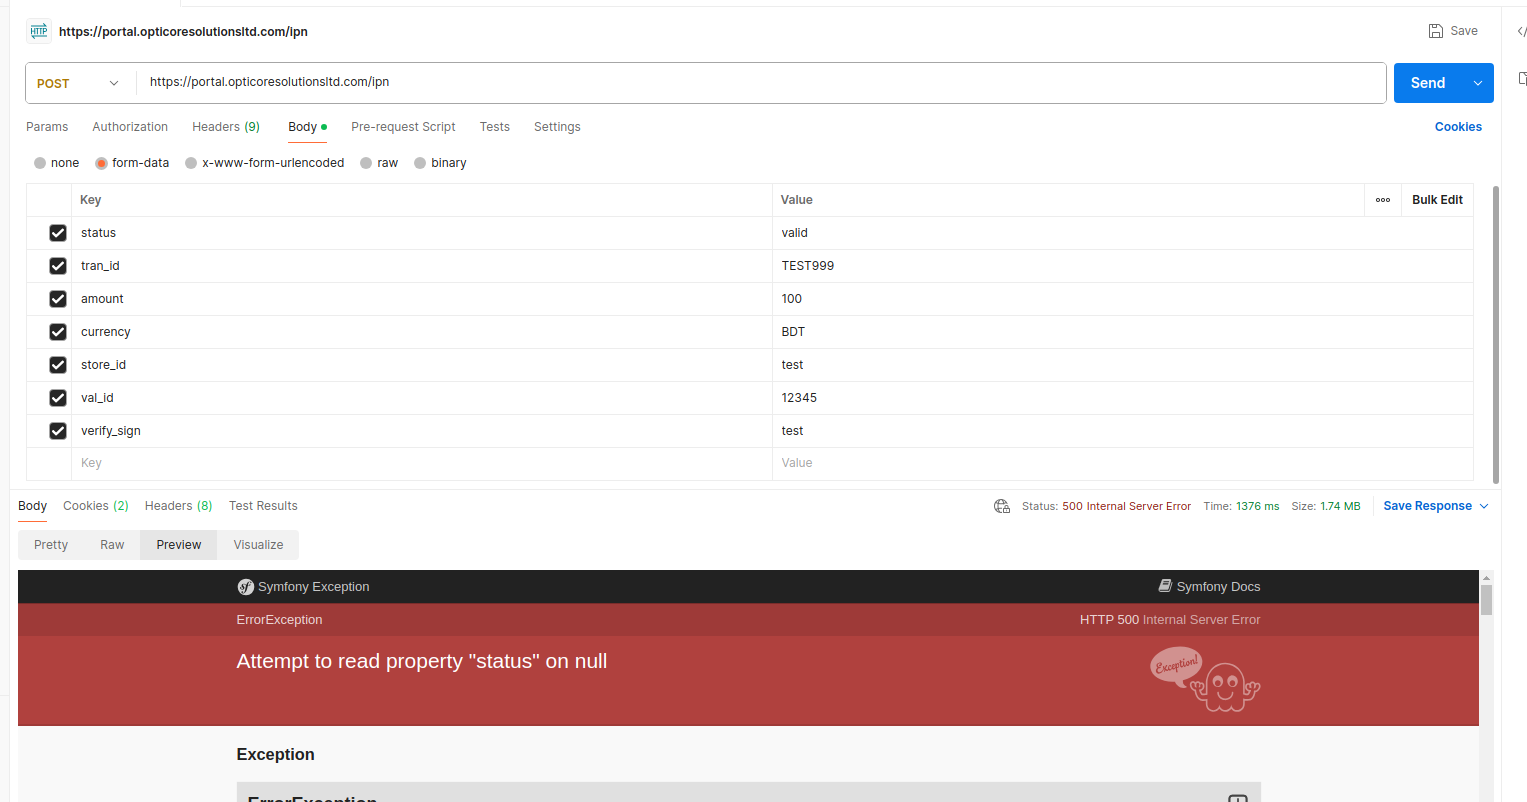 HTTP https://portal.opticoresolutionsltd.com/ipn Save </>
POST https://portal.opticoresolutionsltd.com/ipn Send
Params Authorization Headers (9) Body Pre-request Script Tests Settings Cookies
none form-data x-www-form-urlencoded raw binary
Key Value Bulk Edit
status valid
tran_id TEST999
amount 100
currency BDT
store_id test
val_id 12345
verify_sign test
Key Value
Body Cookies (2) Headers (8) Test Results Status: 500 Internal Server Error Time: 1376 ms Size: 1.74 MB Save Response
Pretty Raw Preview Visualize
sf Symfony Exception Symfony Docs
ErrorException HTTP 500 Internal Server Error
Attempt to read property "status" on null
Exception!
Exception
ErrorException